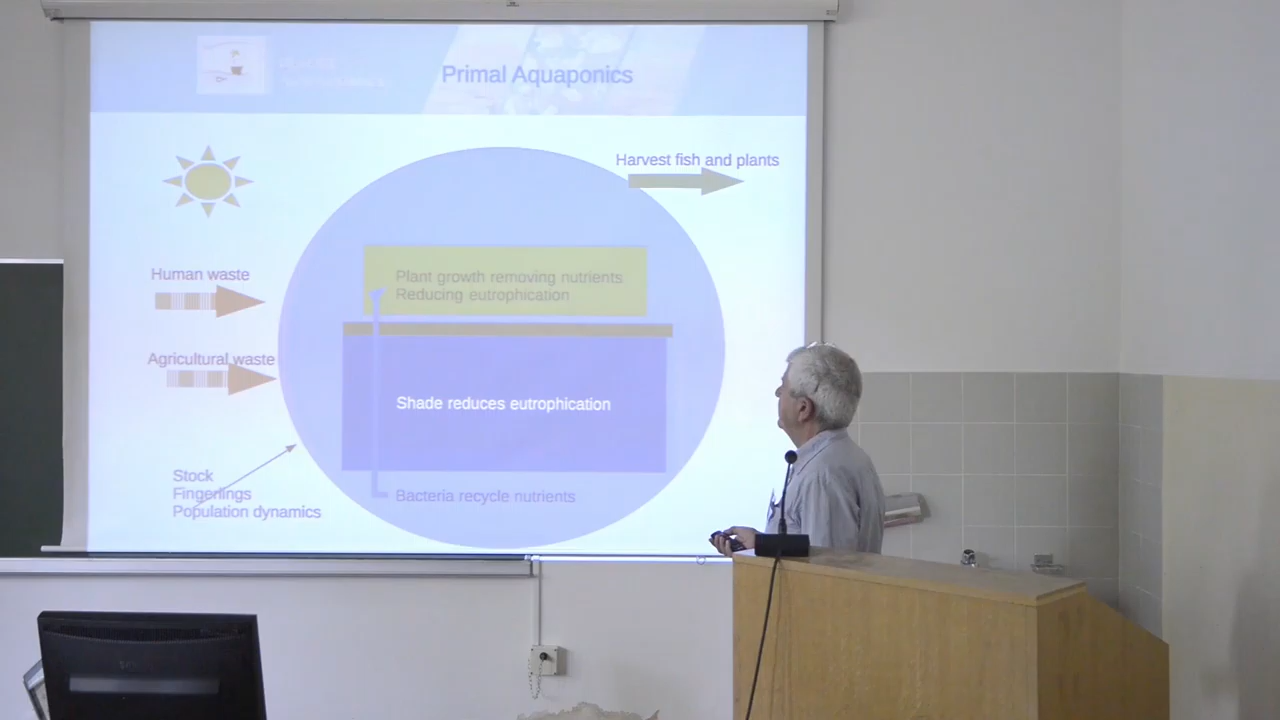 Primal Aquaponics
Harvest fish and plants
Human waste
Plant growth removing nutrients
Reducing eutrophication
Agricultural waste
Shade reduces eutrophication
Stock
Fingerlings
Population dynamics
Bacteria recycle nutrients